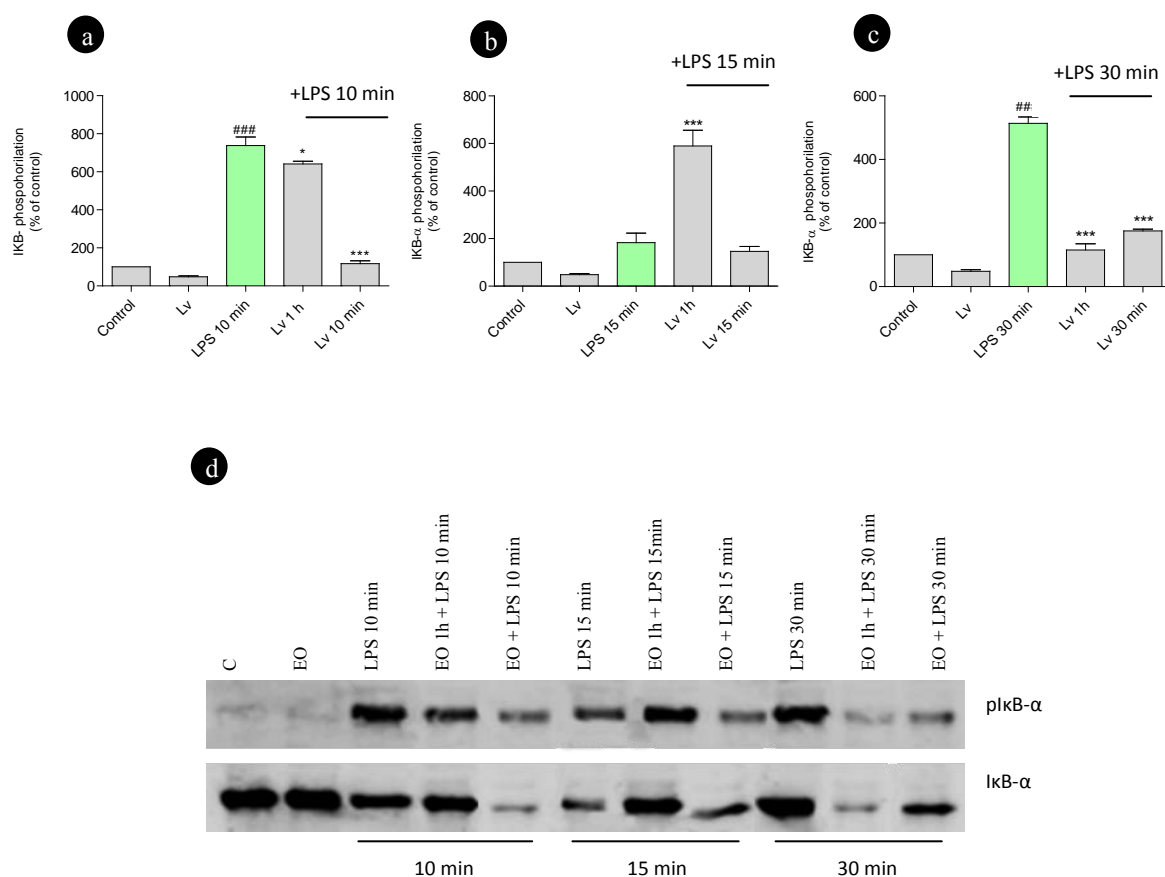 a
+LPS 10 min
IKB- phospohorilation
(% of control)
1000
800
600
400
200
0
###
*
***
Control
Lv
LPS 10 min
Lv 1 h
Lv 10 min
b
+LPS 15 min
IKB-α phospohorilation
(% of control)
800
600
400
200
0
***
Control
Lv
LPS 15 min
Lv 1h
Lv 15 min
c
+LPS 30 min
IKB-α phospohorilation
(% of control)
600
400
200
0
##
***
***
Control
Lv
LPS 30 min
Lv 1h
Lv 30 min
d
C
EO
LPS 10 min
EO 1h + LPS 10 min
EO + LPS 10 min
LPS 15 min
EO 1h + LPS 15min
EO + LPS 15 min
LPS 30 min
EO 1h + LPS 30 min
EO + LPS 30 min
pIκB-α
IκB-α
10 min
15 min
30 min